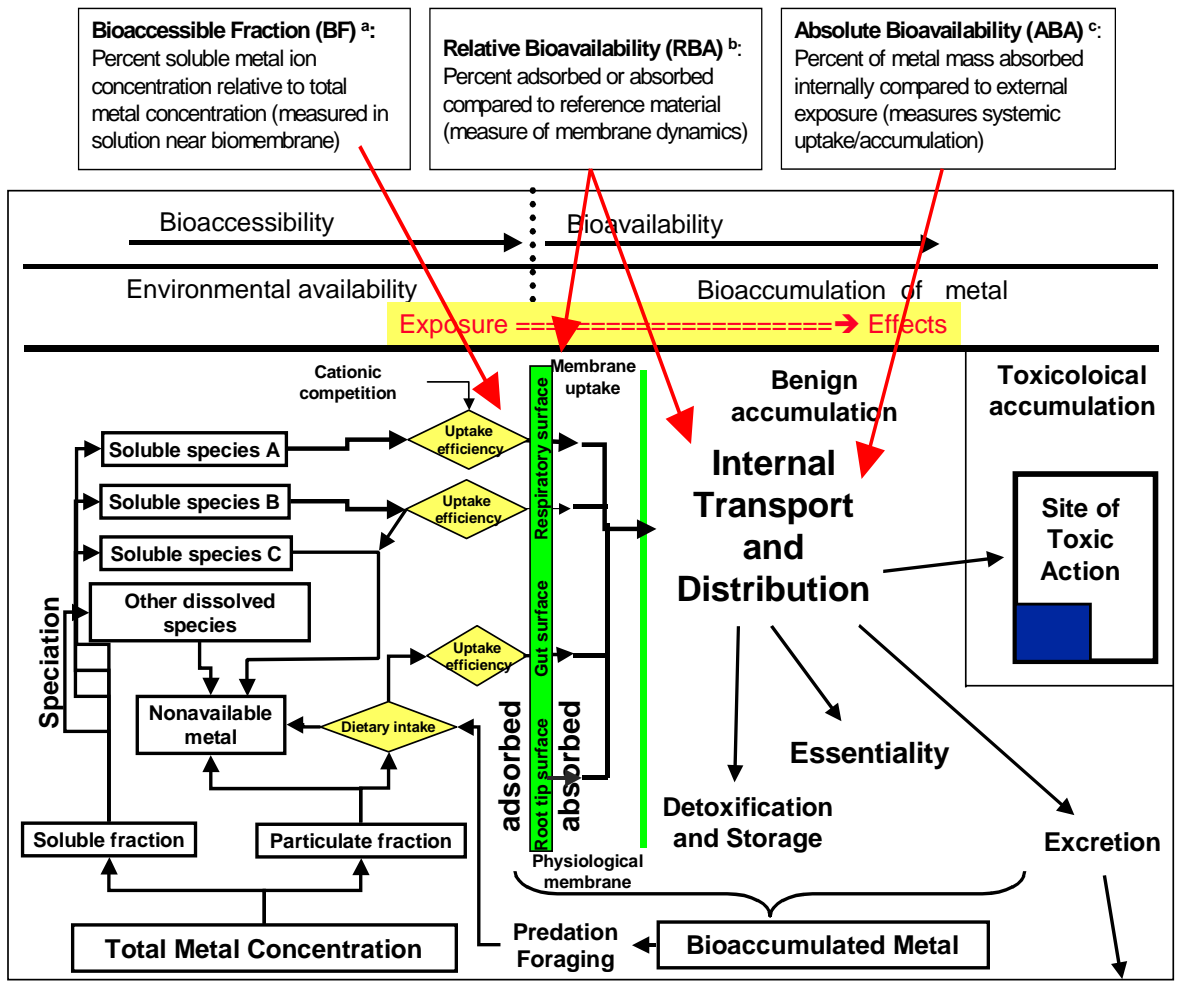 Bioaccessible Fraction (BF) a:
Percent soluble metal ion
concentration relative to total
metal concentration (measured in
solution near biomembrane)
Relative Bioavailability (RBA) b:
Percent adsorbed or absorbed
compared to reference material
(measure of membrane dynamics)
Absolute Bioavailability (ABA) c:
Percent of metal mass absorbed
internally compared to external
exposure (measures systemic
uptake/accumulation)
Bioaccessibility
Bioavailability
Environmental availability
Bioaccumulation of metal
Exposure ===================== ➔ Effects
Cationic
competition
Membrane
uptake
Benign
accumulation
Toxicoloical
accumulation
Soluble species A
Uptake
efficiency
Respiratory surface
Internal
Transport
and
Distribution
Soluble species B
Uptake
efficiency
Site of
Toxic
Action
Soluble species C
Other dissolved
species
Speciation
Uptake
efficiency
Gut surface
Nonavailable
metal
Dietary intake
adsorbed
Root tip surface
absorbed
Essentiality
Detoxification
and Storage
Excretion
Soluble fraction
Particulate fraction
Physiological
membrane
Total Metal Concentration
Predation
Foraging
Bioaccumulated Metal